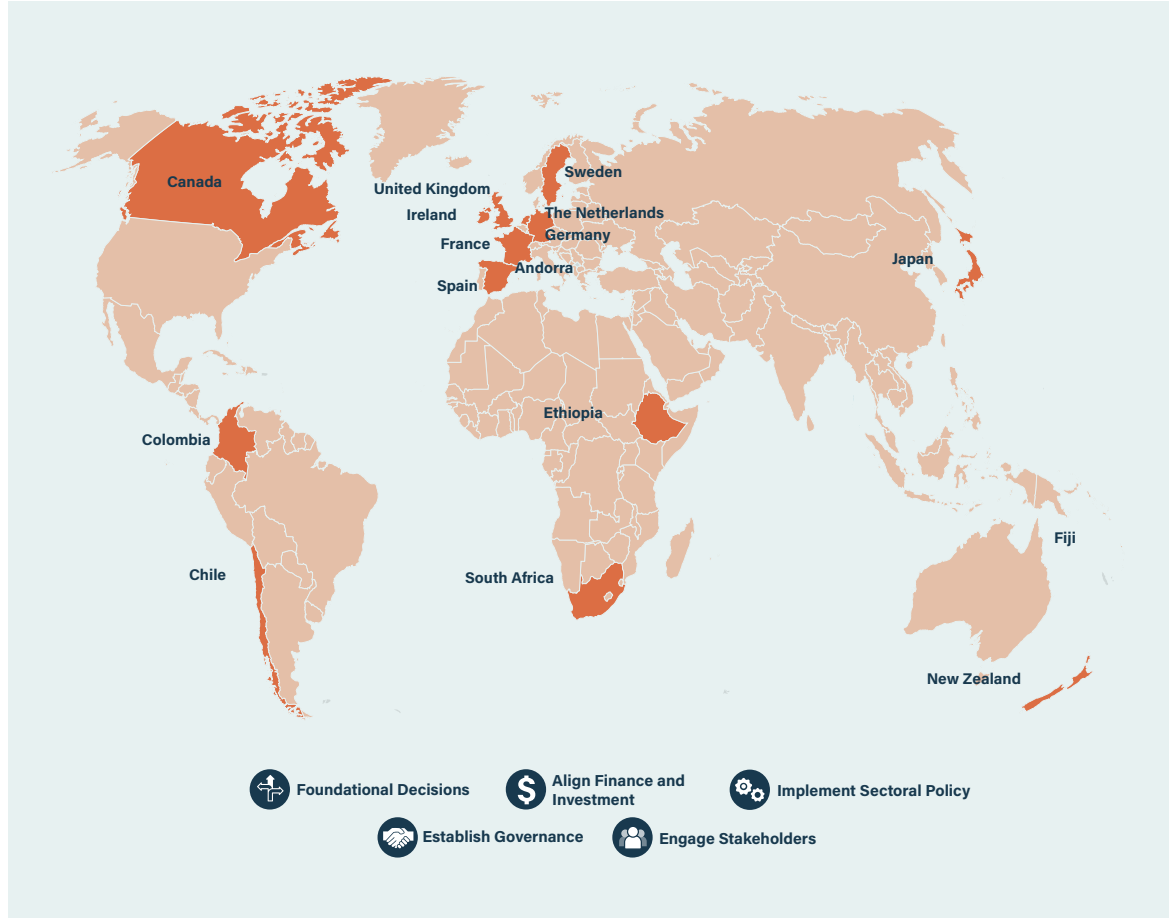 Canada
Sweden
United Kingdom
The Netherlands
Ireland
Germany
France
Japan
Andorra
Spain
Ethiopia
Colombia
Fiji
Chile
South Africa
New Zealand
Foundational Decisions
Align Finance and
Investment
Implement Sectoral Policy
Establish Governance
Engage Stakeholders